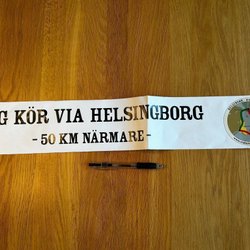 G KÖR VIA HELSINGBORG
- 50 KM NÄRMARE -